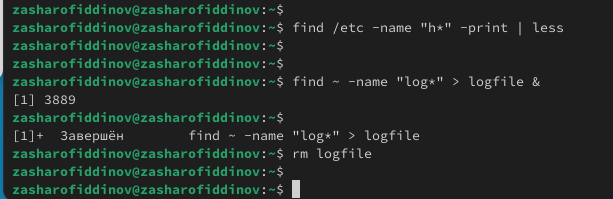 zasharofiddinov@zasharofiddinov:~$
zasharofiddinov@zasharofiddinov:~$ find /etc -name "h*" -print | less
zasharofiddinov@zasharofiddinov:~$
zasharofiddinov@zasharofiddinov:~$
zasharofiddinov@zasharofiddinov:~$ find ~ -name "log*" > logfile &
[1] 3889
zasharofiddinov@zasharofiddinov:~$
[1]+  Завершён        find ~ -name "log*" > logfile
zasharofiddinov@zasharofiddinov:~$ rm logfile
zasharofiddinov@zasharofiddinov:~$
zasharofiddinov@zasharofiddinov:~$